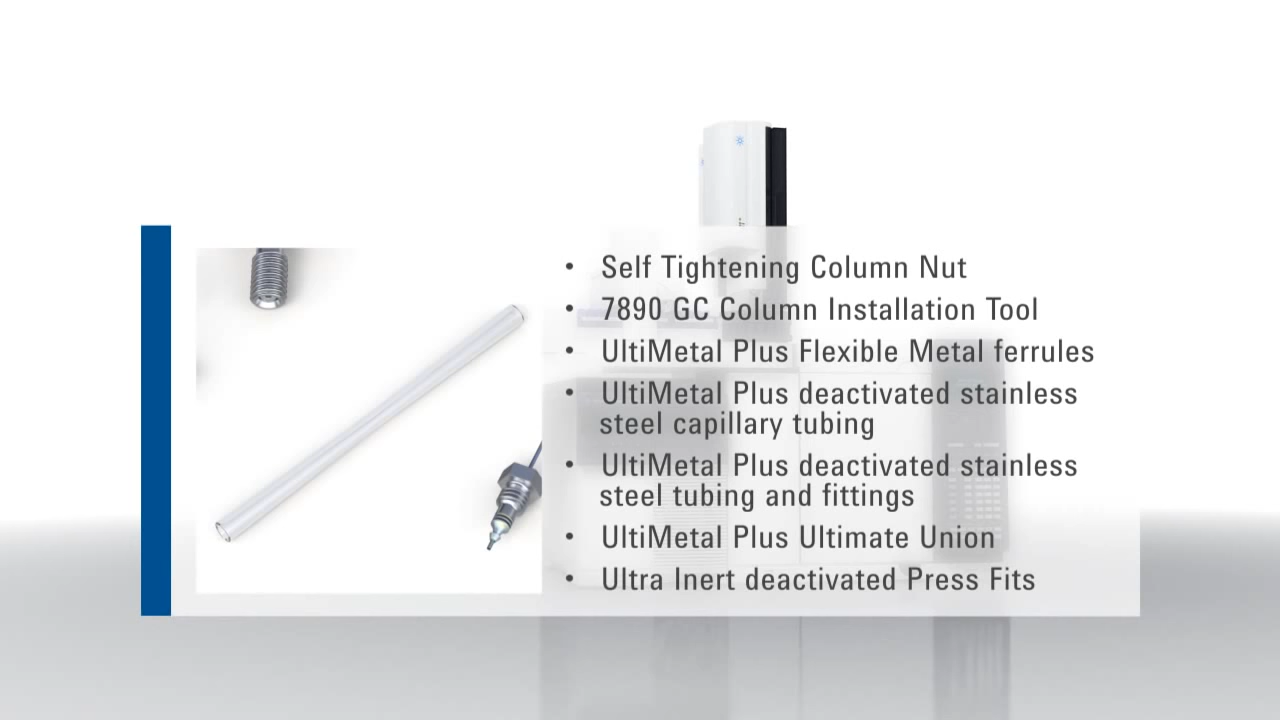 • Self Tightening Column Nut
• 7890 GC Column Installation Tool
• UltiMetal Plus Flexible Metal ferrules
• UltiMetal Plus deactivated stainless
steel capillary tubing
• UltiMetal Plus deactivated stainless
steel tubing and fittings
• UltiMetal Plus Ultimate Union
• Ultra Inert deactivated Press Fits